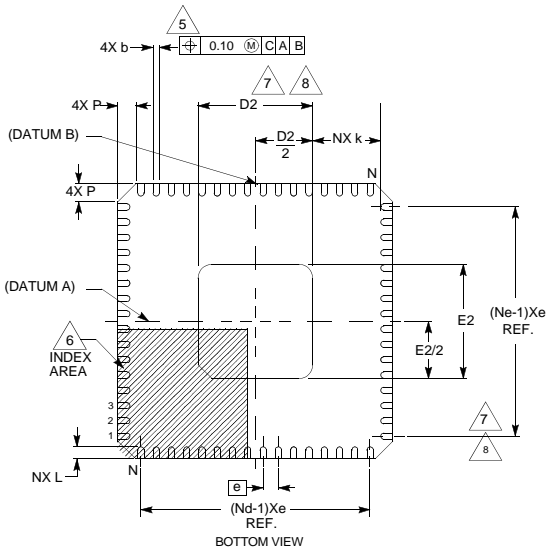 5
4X b
⌖ 0.10 Ⓜ C A B
7 8
4X P
D2
(DATUM B)
D2
2
NX k
N
4X P
(DATUM A)
E2
(Ne-1)Xe
REF.
6
INDEX
AREA
E2/2
3
2
1
7
8
NX L
N
e
(Nd-1)Xe
REF.
BOTTOM VIEW